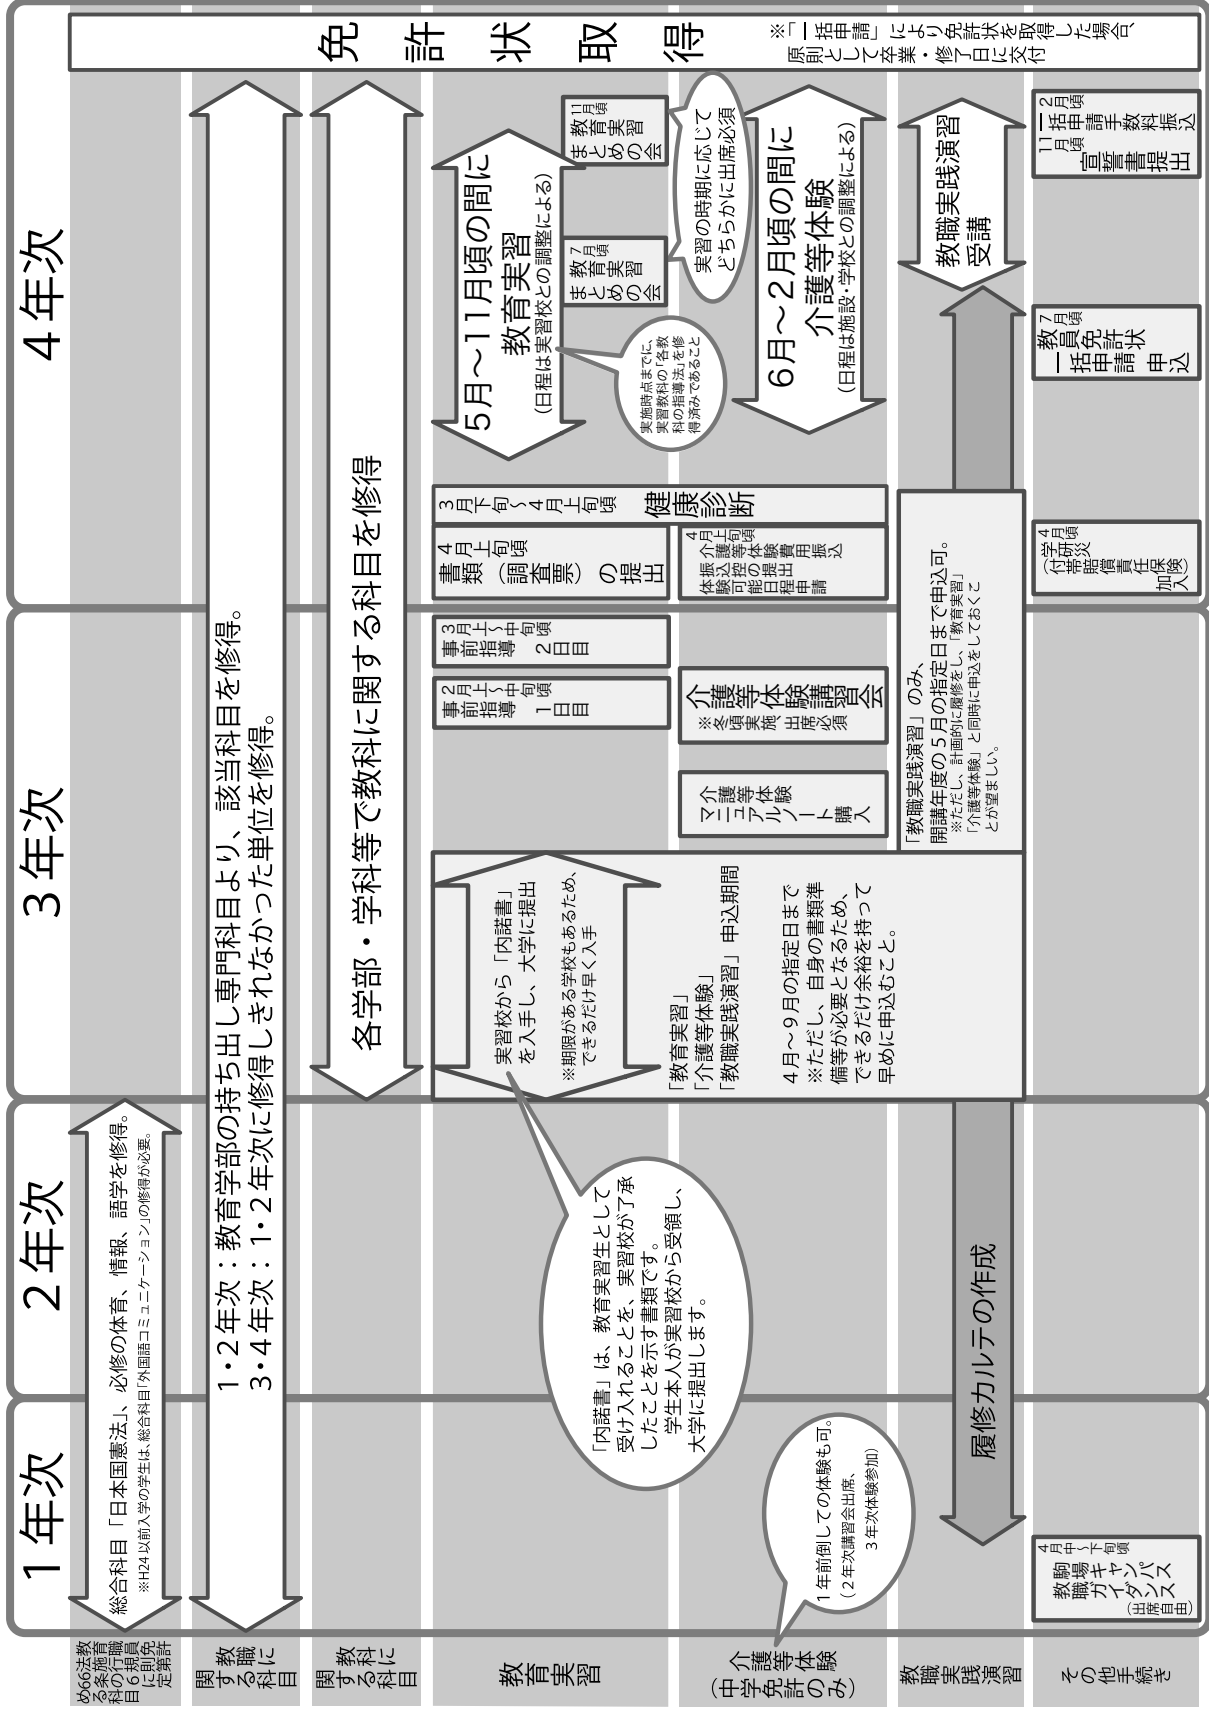 1年次
2年次
3年次
4年次
教育職員免許法施行規則第66条の6に定める科目
総合科目「日本国憲法」、必修の体育、情報、語学を修得。
※H24以前入学の学生は、総合科目「外国語コミュニケーション」の修得が必要。
教職に関する科目
1・2年次：教育学部の持ち出し専門科目より、該当科目を修得。
3・4年次：1・2年次に修得しきれなかった単位を修得。
教科に関する科目
各学部・学科等で教科に関する科目を修得
免許状取得
※「一括申請」により免許状を取得した場合、
原則として卒業・修了日に交付
教育実習
「内諾書」は、教育実習生として
受け入れることを、実習校が了承
したことを示す書類です。
学生本人が実習校から受領し、
大学に提出します。
実習校から「内諾書」
を入手し、大学に提出
※期限がある学校もあるため、
できるだけ早く入手
「教育実習」
「介護等体験」
「教職実践演習」申込期間
4月～9月の指定日まで
※ただし、自身の書類準
備等が必要となるため、
できるだけ余裕を持って
早めに申込むこと。
2月上～中旬頃
事前指導　1日目
3月上～中旬頃
事前指導　2日目
4月上旬頃
書類（調査票）の提出
3月下旬～4月上旬頃
健康診断
5月～11月頃の間に
教育実習
（日程は実習校との調整による）
実施時点までに、
実習教科の「各教
科の指導法」を修
得済みであること
7月頃
教育実習
まとめの会
11月頃
教育実習
まとめの会
実習の時期に応じて
どちらかに出席必須
介護等体験
（中学免許のみ）
1年前倒しての体験も可。
（2年次講習会出席、
3年次体験参加）
介護等体験
マニュアルノート購入
介護等体験講習会
※冬頃実施、出席必須
4月上旬頃
介護等体験費用振込
振込控の提出
体験可能日程申請
6月～2月頃の間に
介護等体験
（日程は施設・学校との調整による）
教職実践演習
履修カルテの作成
「教職実践演習」のみ、
開講年度の5月の指定日まで申込可。
※ただし、計画的に履修をし、「教育実習」
「介護等体験」と同時に申込をしておくこ
とが望ましい。
教職実践演習
受講
その他手続き
4月中～下旬頃
駒場キャンパス
教職ガイダンス
（出席自由）
4月頃
学研災
（付帯賠償責任保険）
加入
7月頃
教員免許状
一括申請状　申込
11月頃
宣誓書提出
2月頃
一括申請手数料振込